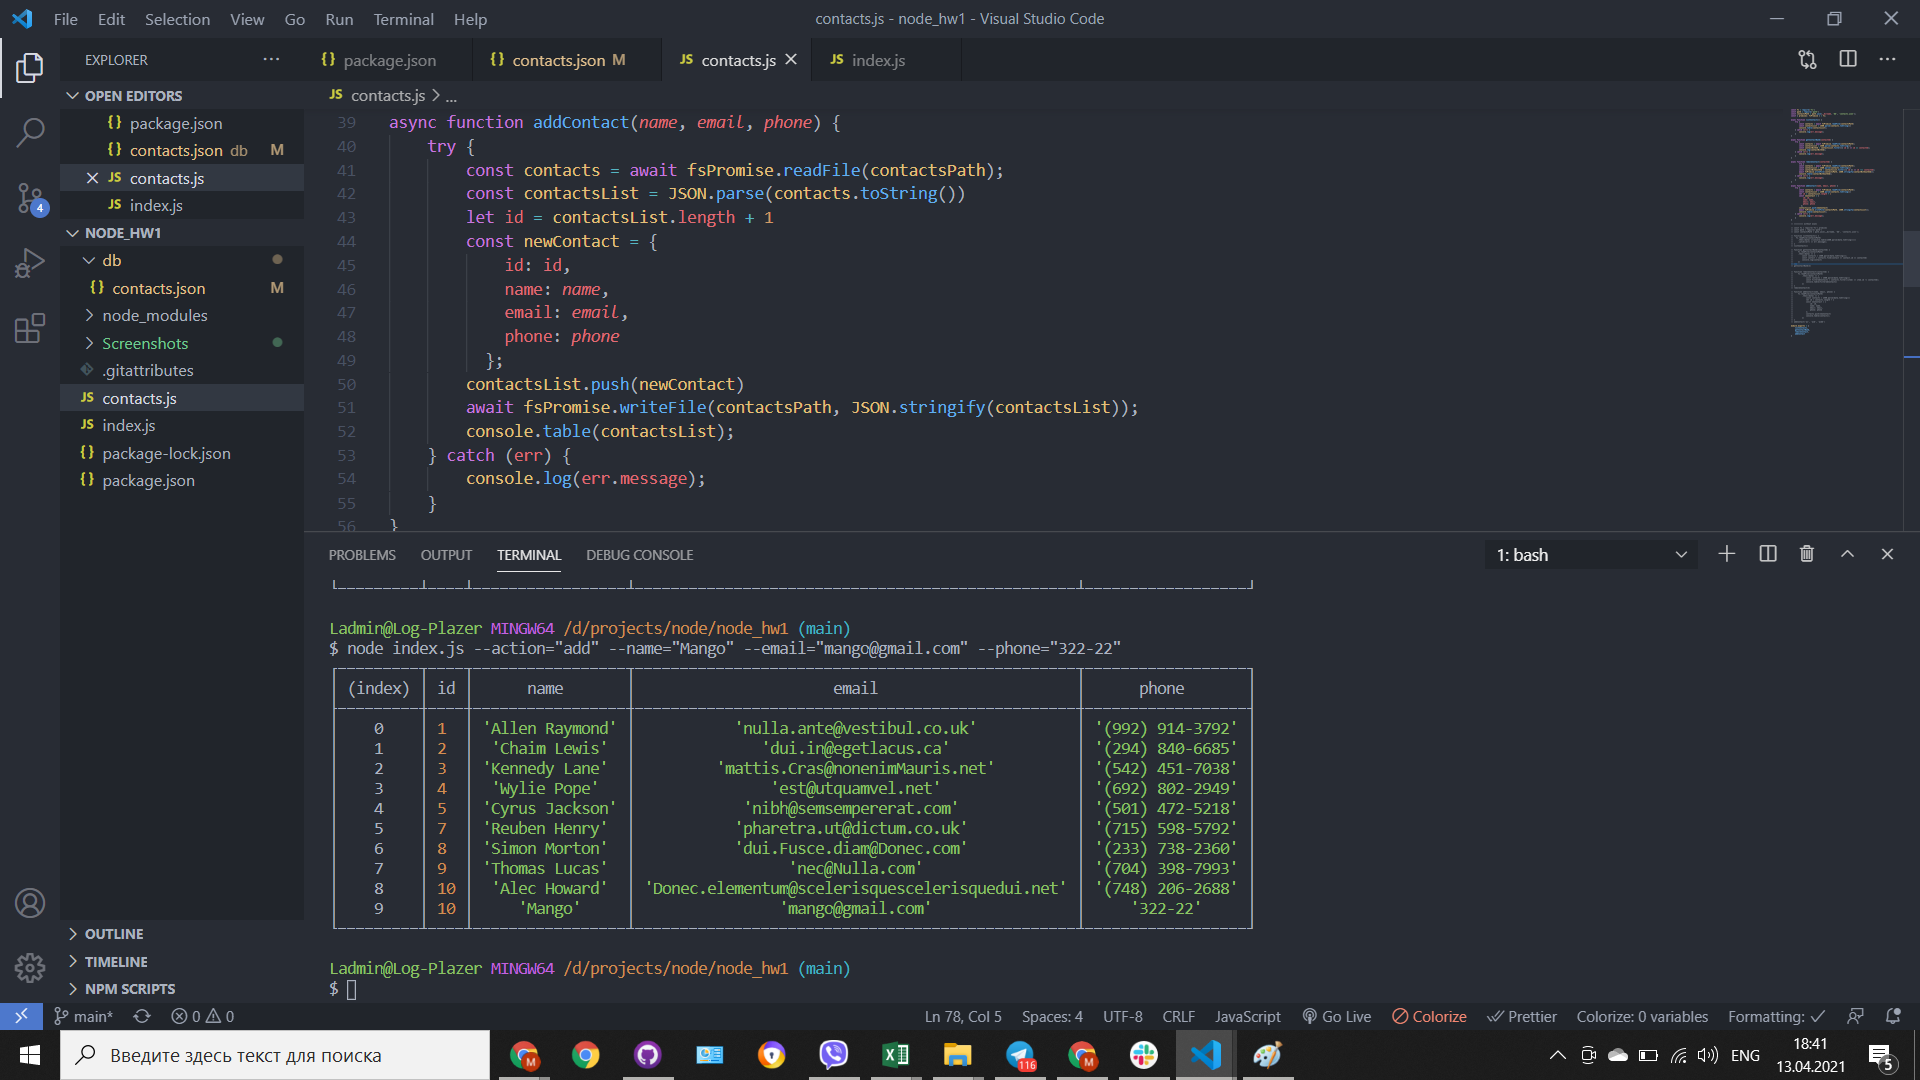 File Edit Selection View Go Run Terminal Help
contacts.js - node_hw1 - Visual Studio Code
EXPLORER
package.json
contacts.json M
contacts.js
index.js
OPEN EDITORS
package.json
contacts.json db M
contacts.js
index.js
NODE_HW1
db
contacts.json M
node_modules
Screenshots
.gitattributes
contacts.js
index.js
package-lock.json
package.json
OUTLINE
TIMELINE
NPM SCRIPTS
4
JS contacts.js > ...
39 async function addContact(name, email, phone) {
40 try {
41 const contacts = await fsPromise.readFile(contactsPath);
42 const contactsList = JSON.parse(contacts.toString())
43 let id = contactsList.length + 1
44 const newContact = {
45 id: id,
46 name: name,
47 email: email,
48 phone: phone
49 };
50 contactsList.push(newContact)
51 await fsPromise.writeFile(contactsPath, JSON.stringify(contactsList));
52 console.table(contactsList);
53 } catch (err) {
54 console.log(err.message);
55 }
56 }
PROBLEMS OUTPUT TERMINAL DEBUG CONSOLE
1: bash
Ladmin@Log-Plazer MINGW64 /d/projects/node/node_hw1 (main)
$ node index.js --action="add" --name="Mango" --email="mango@gmail.com" --phone="322-22"
(index) id name email phone
0 1 'Allen Raymond' 'nulla.ante@vestibul.co.uk' '(992) 914-3792'
1 2 'Chaim Lewis' 'dui.in@egetlacus.ca' '(294) 840-6685'
2 3 'Kennedy Lane' 'mattis.Cras@nonenimMauris.net' '(542) 451-7038'
3 4 'Wylie Pope' 'est@utquamvel.net' '(692) 802-2949'
4 5 'Cyrus Jackson' 'nibh@semsempererat.com' '(501) 472-5218'
5 7 'Reuben Henry' 'pharetra.ut@dictum.co.uk' '(715) 598-5792'
6 8 'Simon Morton' 'dui.Fusce.diam@Donec.com' '(233) 738-2360'
7 9 'Thomas Lucas' 'nec@Nulla.com' '(704) 398-7993'
8 10 'Alec Howard' 'Donec.elementum@scelerisquescelerisquedui.net' '(748) 206-2688'
9 10 'Mango' 'mango@gmail.com' '322-22'
Ladmin@Log-Plazer MINGW64 /d/projects/node/node_hw1 (main)
$
main* 0 0 Ln 78, Col 5 Spaces: 4 UTF-8 CRLF JavaScript Go Live Colorize Prettier Colorize: 0 variables Formatting:
Введите здесь текст для поиска
116
ENG
18:41
13.04.2021
5